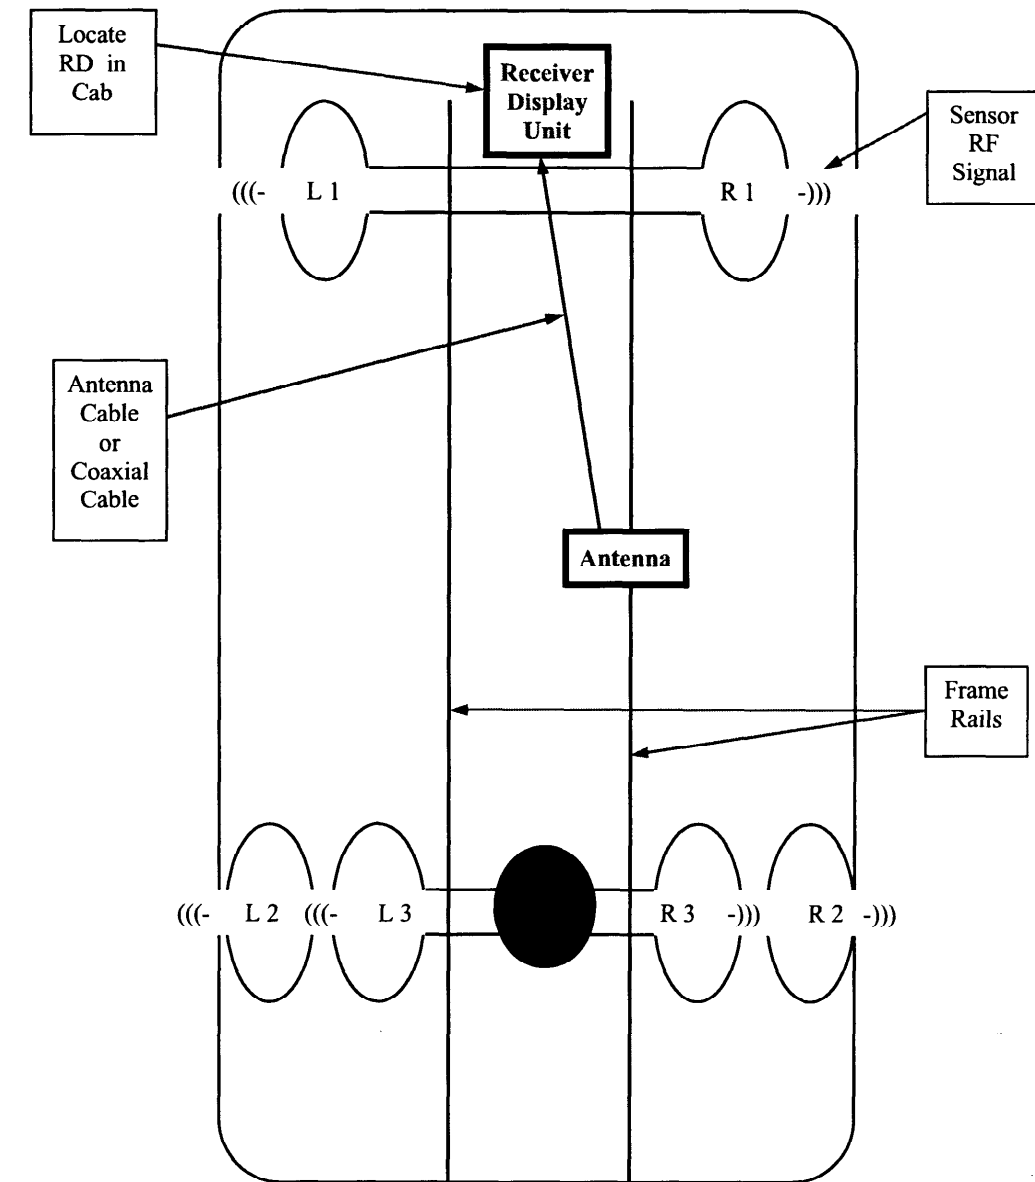 Locate
RD in
Cab
Receiver
Display
Unit
Sensor
RF
Signal
(((- L 1
R 1 -)))
Antenna
Cable
or
Coaxial
Cable
Antenna
Frame
Rails
(((- L 2 (((- L 3
R 3 -))) R 2 -)))